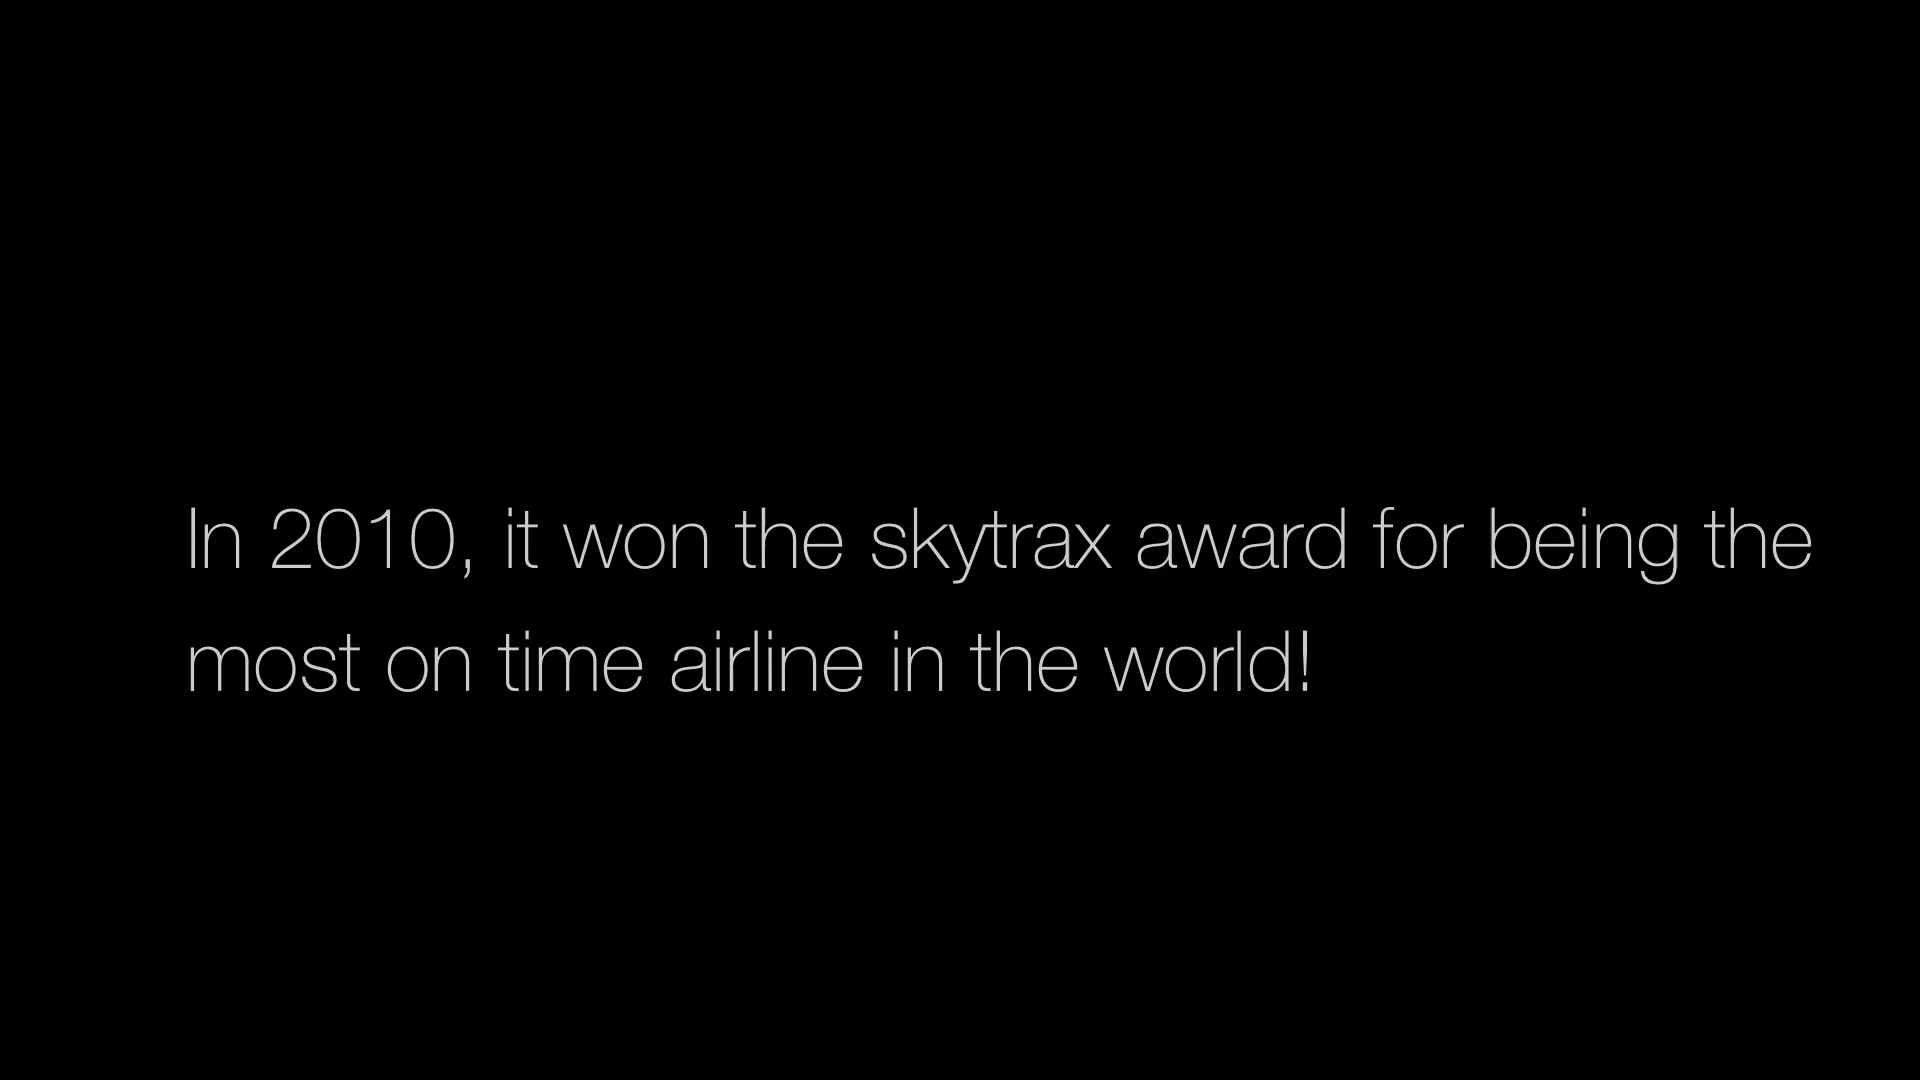 In 2010, it won the skytrax award for being the
most on time airline in the world!